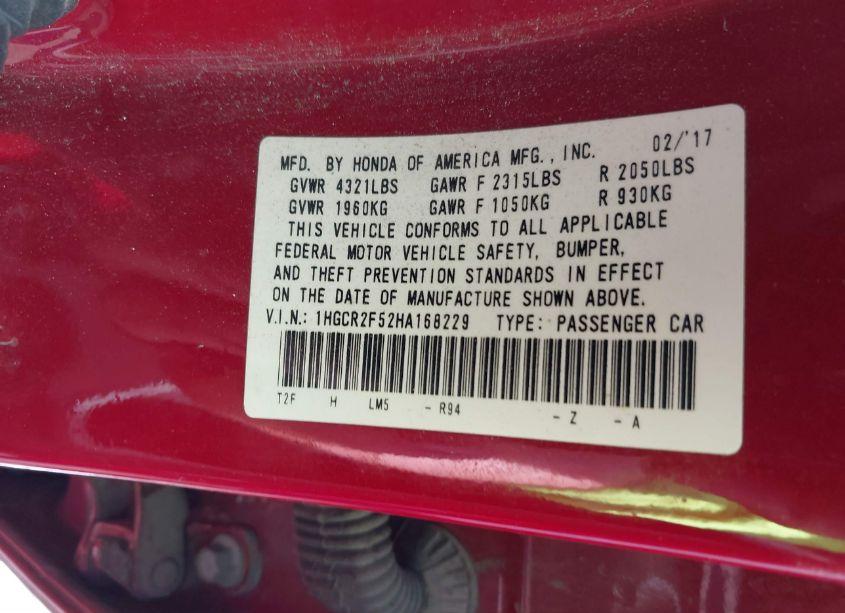 MFD. BY HONDA OF AMERICA MFG., INC. 02/'17
GVWR 4321LBS GAWR F 2315LBS R 2050LBS
GVWR 1960KG GAWR F 1050KG R 930KG
THIS VEHICLE CONFORMS TO ALL APPLICABLE
FEDERAL MOTOR VEHICLE SAFETY, BUMPER,
AND THEFT PREVENTION STANDARDS IN EFFECT
ON THE DATE OF MANUFACTURE SHOWN ABOVE.
V.I.N.: 1HGCR2F52HA168229 TYPE: PASSENGER CAR
T2F H LM5 - R94 - Z - A